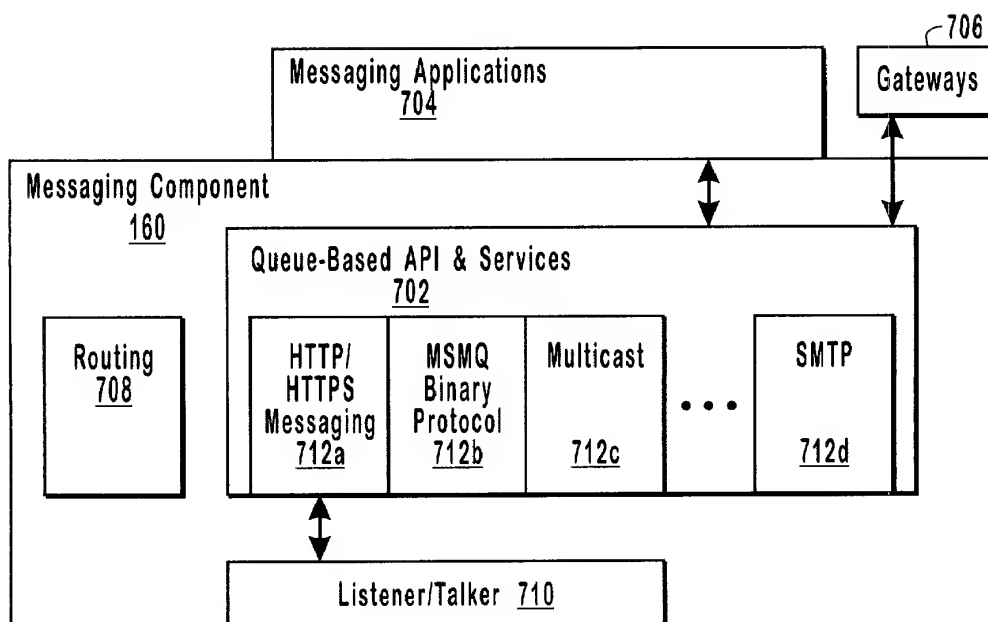 706
Messaging Applications
704
Gateways
Messaging Component
160
Queue-Based API & Services
702
Routing
708
HTTP/
HTTPS
Messaging
712a
MSMQ
Binary
Protocol
712b
Multicast
712c
SMTP
712d
Listener/Talker 710